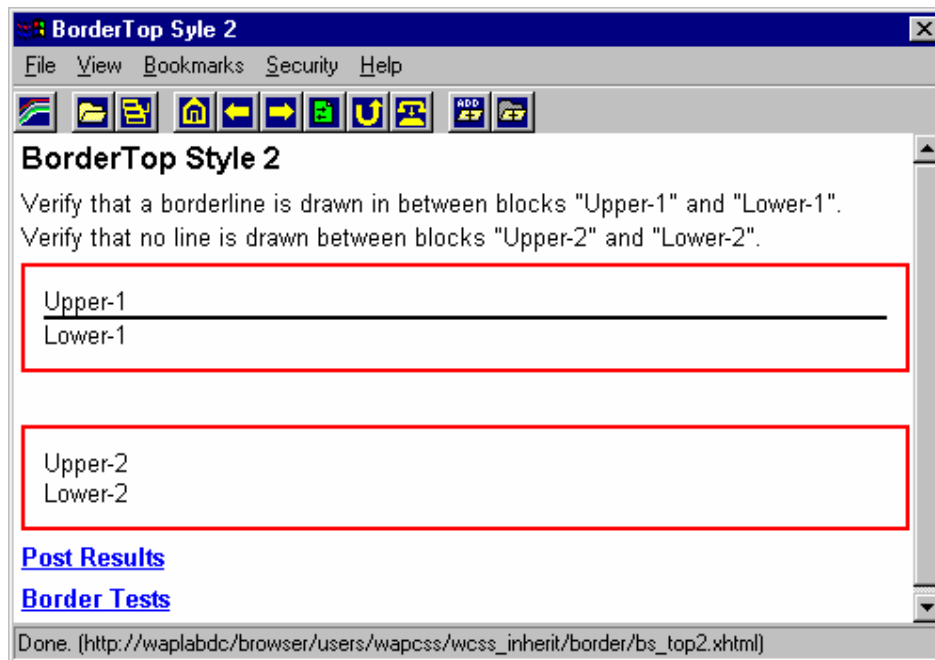 BorderTop Syle 2
File View Bookmarks Security Help
ADD
BorderTop Style 2
Verify that a borderline is drawn in between blocks "Upper-1" and "Lower-1".
Verify that no line is drawn between blocks "Upper-2" and "Lower-2".
Upper-1
Lower-1
Upper-2
Lower-2
Post Results
Border Tests
Done. (http://waplabdc/browser/users/wapcss/wcss_inherit/border/bs_top2.xhtml)